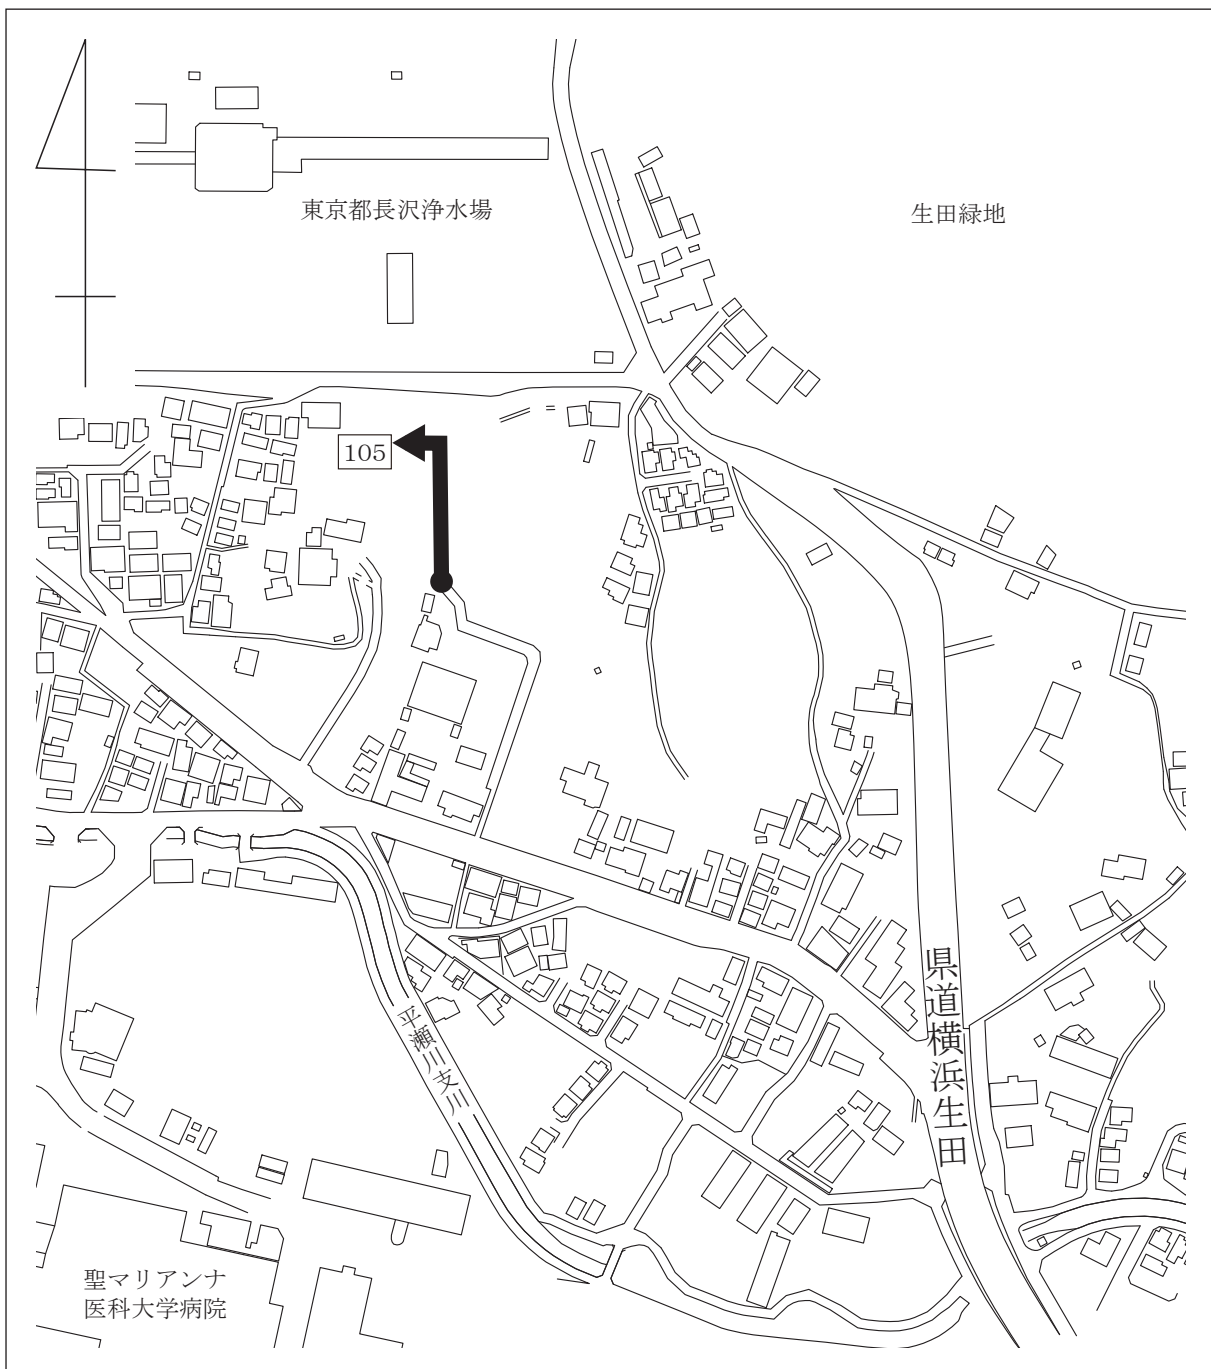 東京都長沢浄水場
生田緑地
105
県道横浜生田
平瀬川支川
聖マリアンナ
医科大学病院